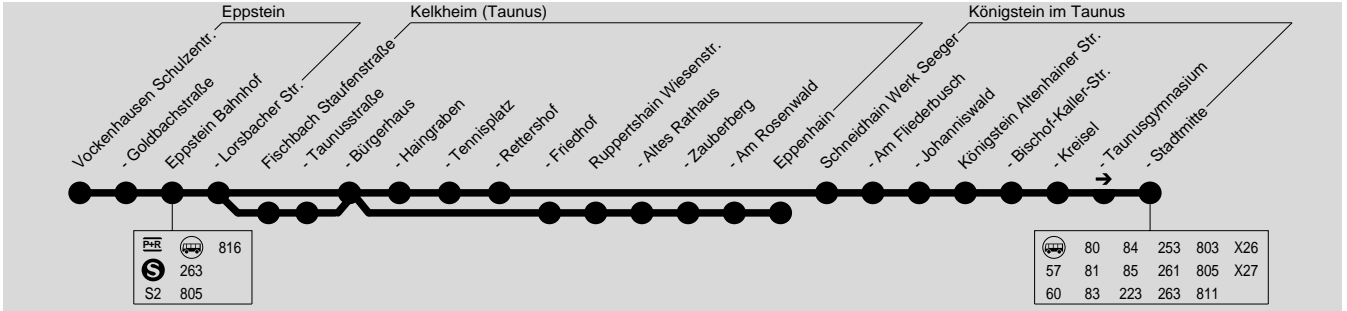 Eppstein
Kelkheim (Taunus)
Königstein im Taunus
Vockenhausen Schulzentr.
- Goldbachstraße
Eppstein Bahnhof
- Lorsbacher Str.
Fischbach Staufenstraße
- Taunusstraße
- Bürgerhaus
- Haingraben
- Tennisplatz
- Rettershof
- Friedhof
Ruppertshain Wiesenstr.
- Altes Rathaus
- Zauberberg
- Am Rosenwald
Eppenhain
Schneidhain Werk Seeger
- Am Fliederbusch
- Johanniswald
Königstein Altenhainer Str.
- Bischof-Kaller-Str.
- Kreisel
- Taunusgymnasium
- Stadtmitte
P+R 816
S 263
S2 805
80 84 253 803 X26
57 81 85 261 805 X27
60 83 223 263 811